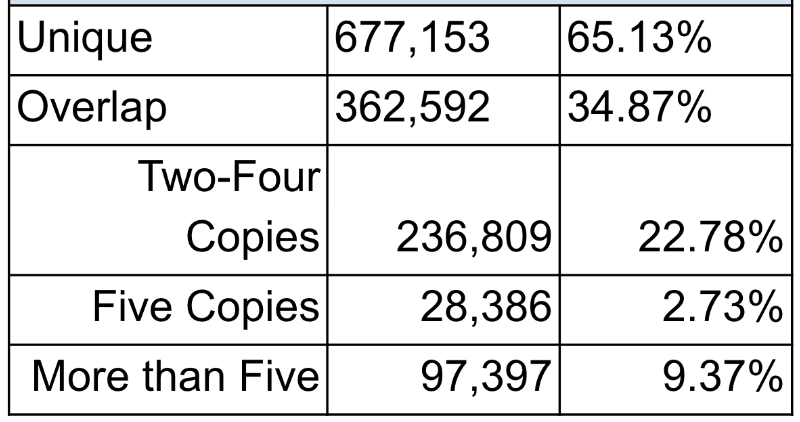 Unique 677,153 65.13%
Overlap 362,592 34.87%
Two-Four
Copies 236,809 22.78%
Five Copies 28,386 2.73%
More than Five 97,397 9.37%